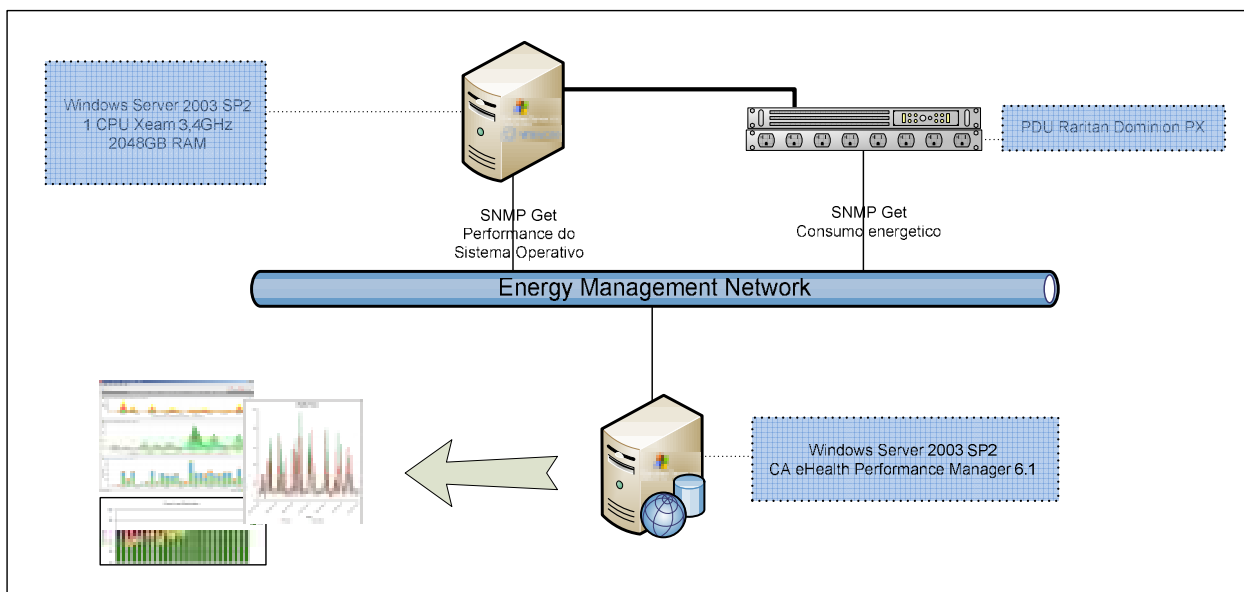 Windows Server 2003 SP2
1 CPU Xeam 3,4GHz
2048GB RAM
PDU Raritan Dominion PX
SNMP Get
Performance do
Sistema Operativo
SNMP Get
Consumo energetico
Energy Management Network
Windows Server 2003 SP2
CA eHealth Performance Manager 6.1